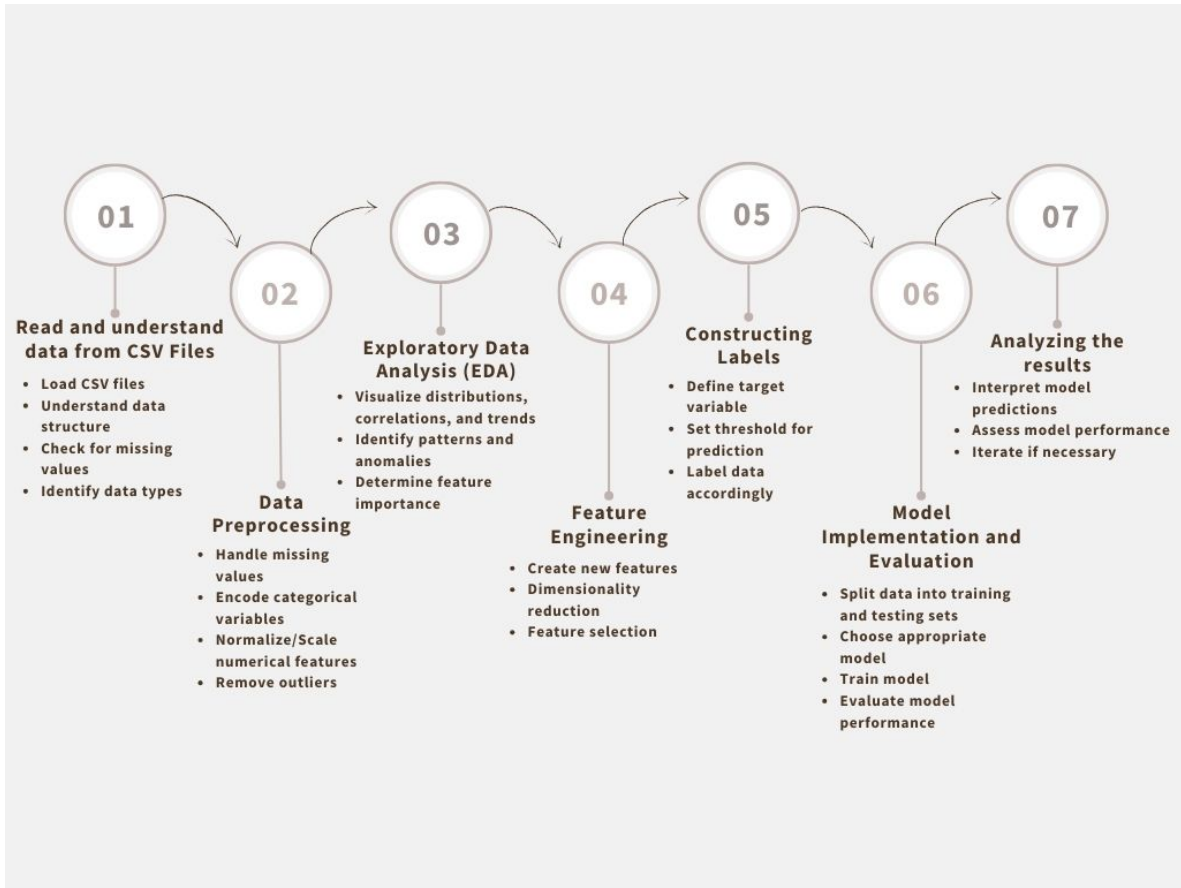 01
Read and understand
data from CSV Files
• Load CSV files
• Understand data
structure
• Check for missing
values
• Identify data types
02
Data
Preprocessing
• Handle missing
values
• Encode categorical
variables
• Normalize/Scale
numerical features
• Remove outliers
03
Exploratory Data
Analysis (EDA)
• Visualize distributions,
correlations, and trends
• Identify patterns and
anomalies
• Determine feature
importance
04
Feature
Engineering
• Create new features
• Dimensionality
reduction
• Feature selection
05
Constructing
Labels
• Define target
variable
• Set threshold for
prediction
• Label data
accordingly
06
Model
Implementation and
Evaluation
• Split data into training
and testing sets
• Choose appropriate
model
• Train model
• Evaluate model
performance
07
Analyzing the
results
• Interpret model
predictions
• Assess model performance
• Iterate if necessary